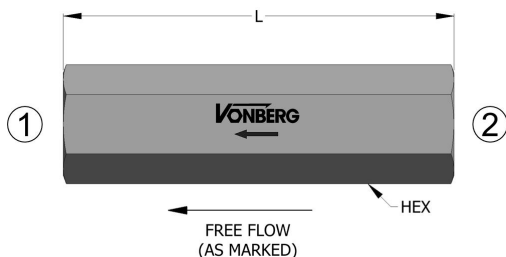 L
VONBERG
①
②
HEX
FREE FLOW
(AS MARKED)